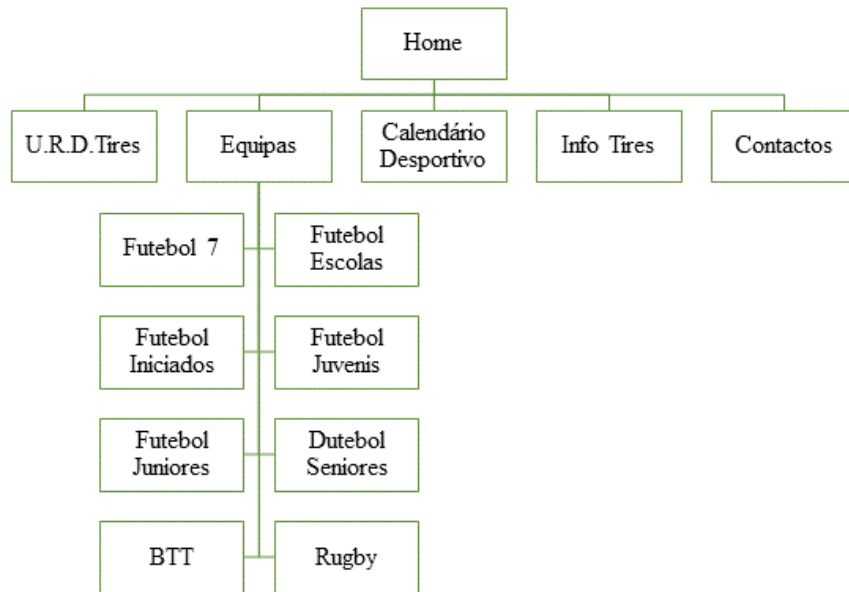 Home
U.R.D.Tires
Equipas
Calendário
Desportivo
Info Tires
Contactos
Futebol 7
Futebol
Escolas
Futebol
Iniciados
Futebol
Juvenis
Futebol
Juniores
Dutebol
Seniores
BTT
Rugby